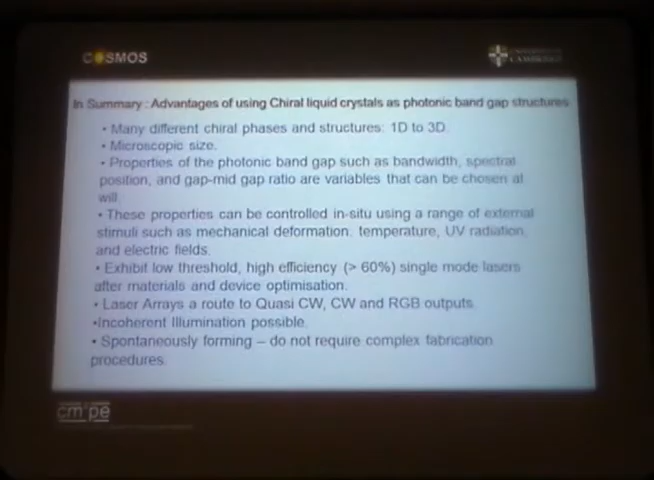 COSMOS
UNIVERSITY OF
CAMBRIDGE
In Summary : Advantages of using Chiral liquid crystals as photonic band gap structures
• Many different chiral phases and structures: 1D to 3D.
• Microscopic size.
• Properties of the photonic band gap such as bandwidth, spectral
position, and gap-mid gap ratio are variables that can be chosen at
will.
• These properties can be controlled in-situ using a range of external
stimuli such as mechanical deformation, temperature, UV radiation,
and electric fields.
• Exhibit low threshold, high efficiency (> 60%) single mode lasers
after materials and device optimisation.
• Laser Arrays a route to Quasi CW, CW and RGB outputs
•Incoherent Illumination possible.
• Spontaneously forming – do not require complex fabrication
procedures.
cm pe